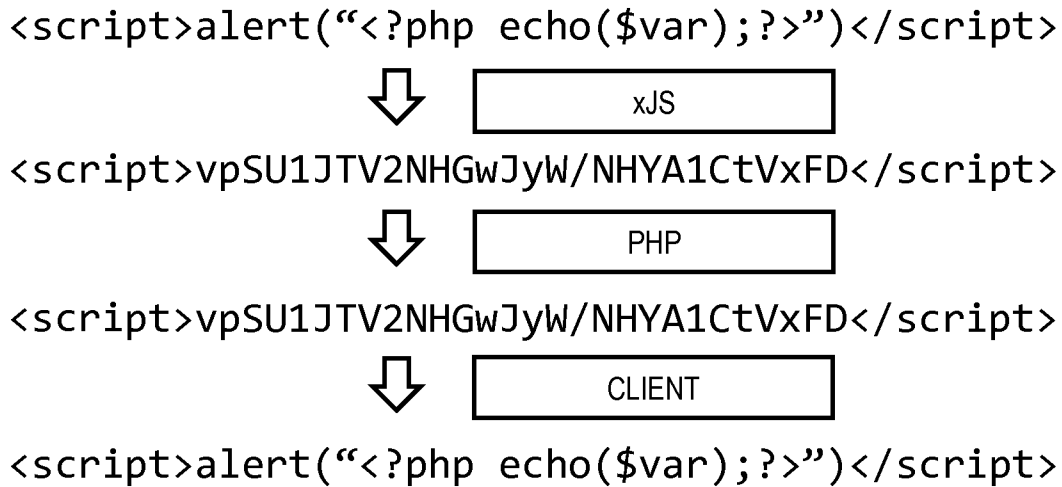 <script>alert(“<?php echo($var);?>”)</script>
xJS
<script>vpSU1JTV2NHGwJyW/NHYA1CtVxFD</script>
PHP
<script>vpSU1JTV2NHGwJyW/NHYA1CtVxFD</script>
CLIENT
<script>alert(“<?php echo($var);?>”)</script>